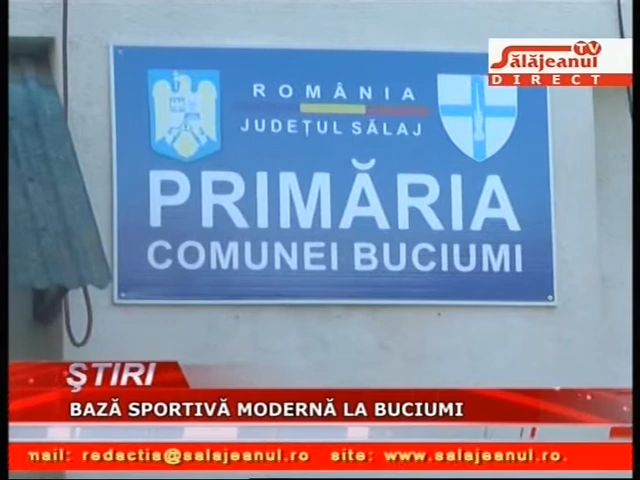 Sălăjeanul TV
DIRECT
ROMÂNIA
JUDEȚUL SĂLAJ
PRIMĂRIA
COMUNEI BUCIUMI
ŞTIRI
BAZĂ SPORTIVĂ MODERNĂ LA BUCIUMI
mail: redactia@salajeanul.ro site: www.salajeanul.ro.